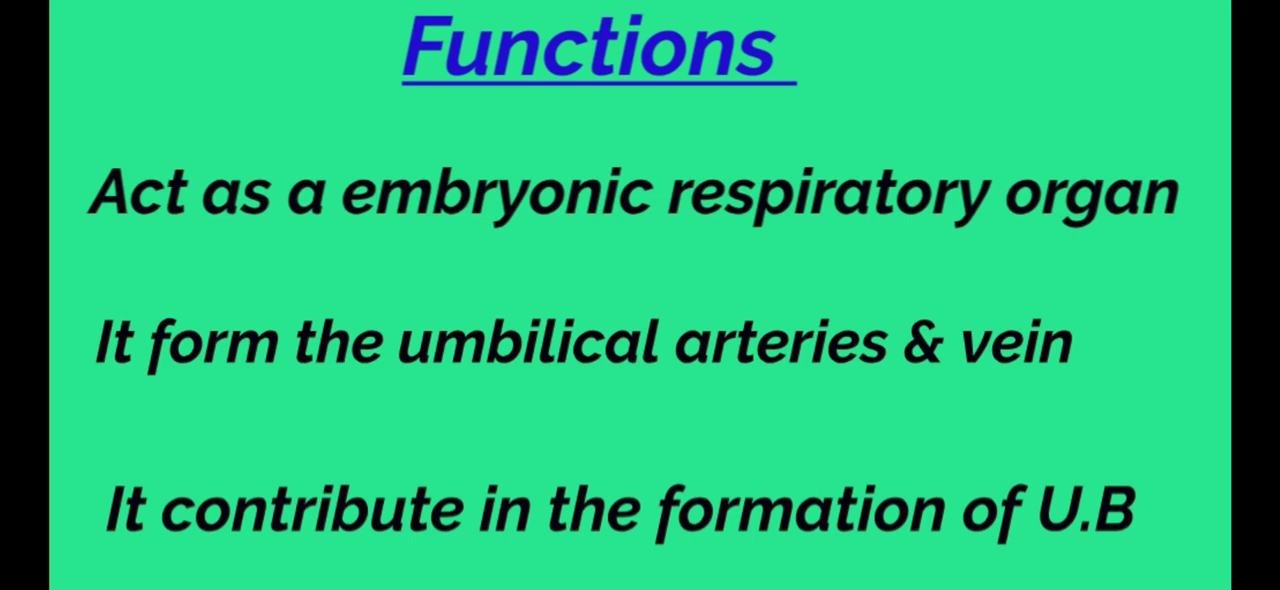 Functions
Act as a embryonic respiratory organ
It form the umbilical arteries & vein
It contribute in the formation of U.B